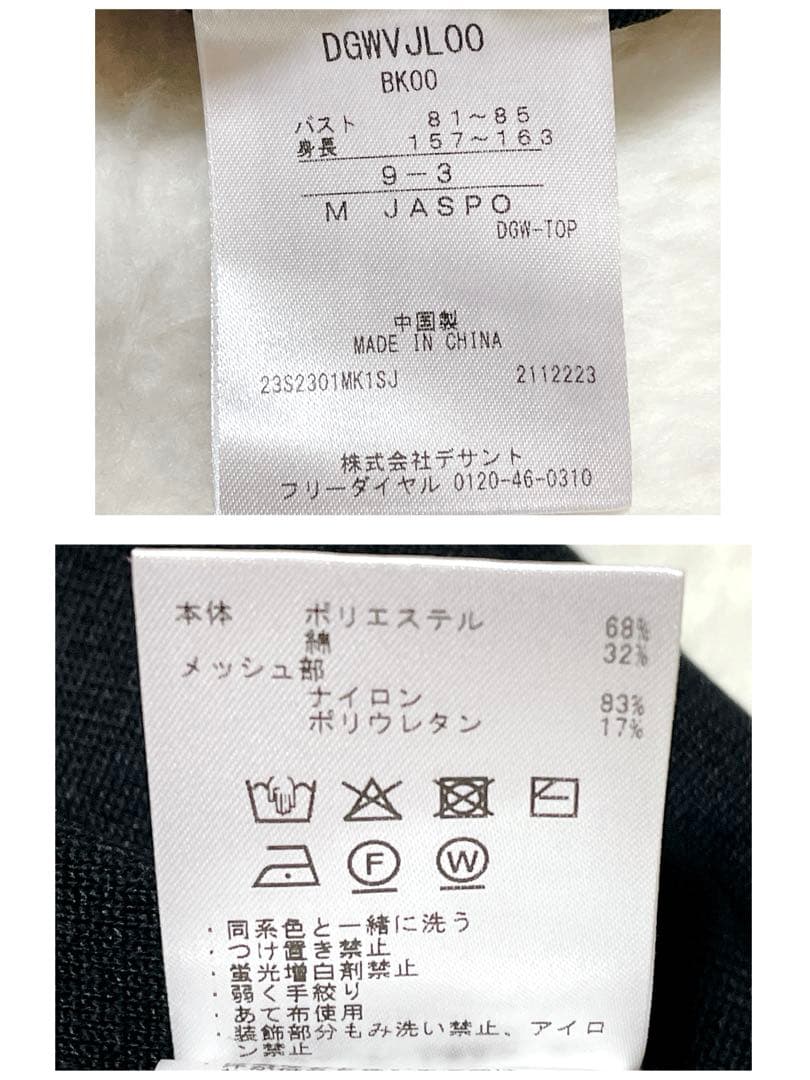 DGWVJL00
BK00
バスト 81～85
身長 157～163
9-3
M JASPO
DGW-TOP
中国製
MADE IN CHINA
23S2301MK1SJ 2112223
株式会社デサント
フリーダイヤル 0120-46-0310
本体 ポリエステル 68%
綿 32%
メッシュ部
ナイロン 83%
ポリウレタン 17%
F W
・同系色と一緒に洗う
・つけ置き禁止
・蛍光増白剤禁止
・弱く手絞り
・あて布使用
・装飾部分もみ洗い禁止、アイロ
ン禁止